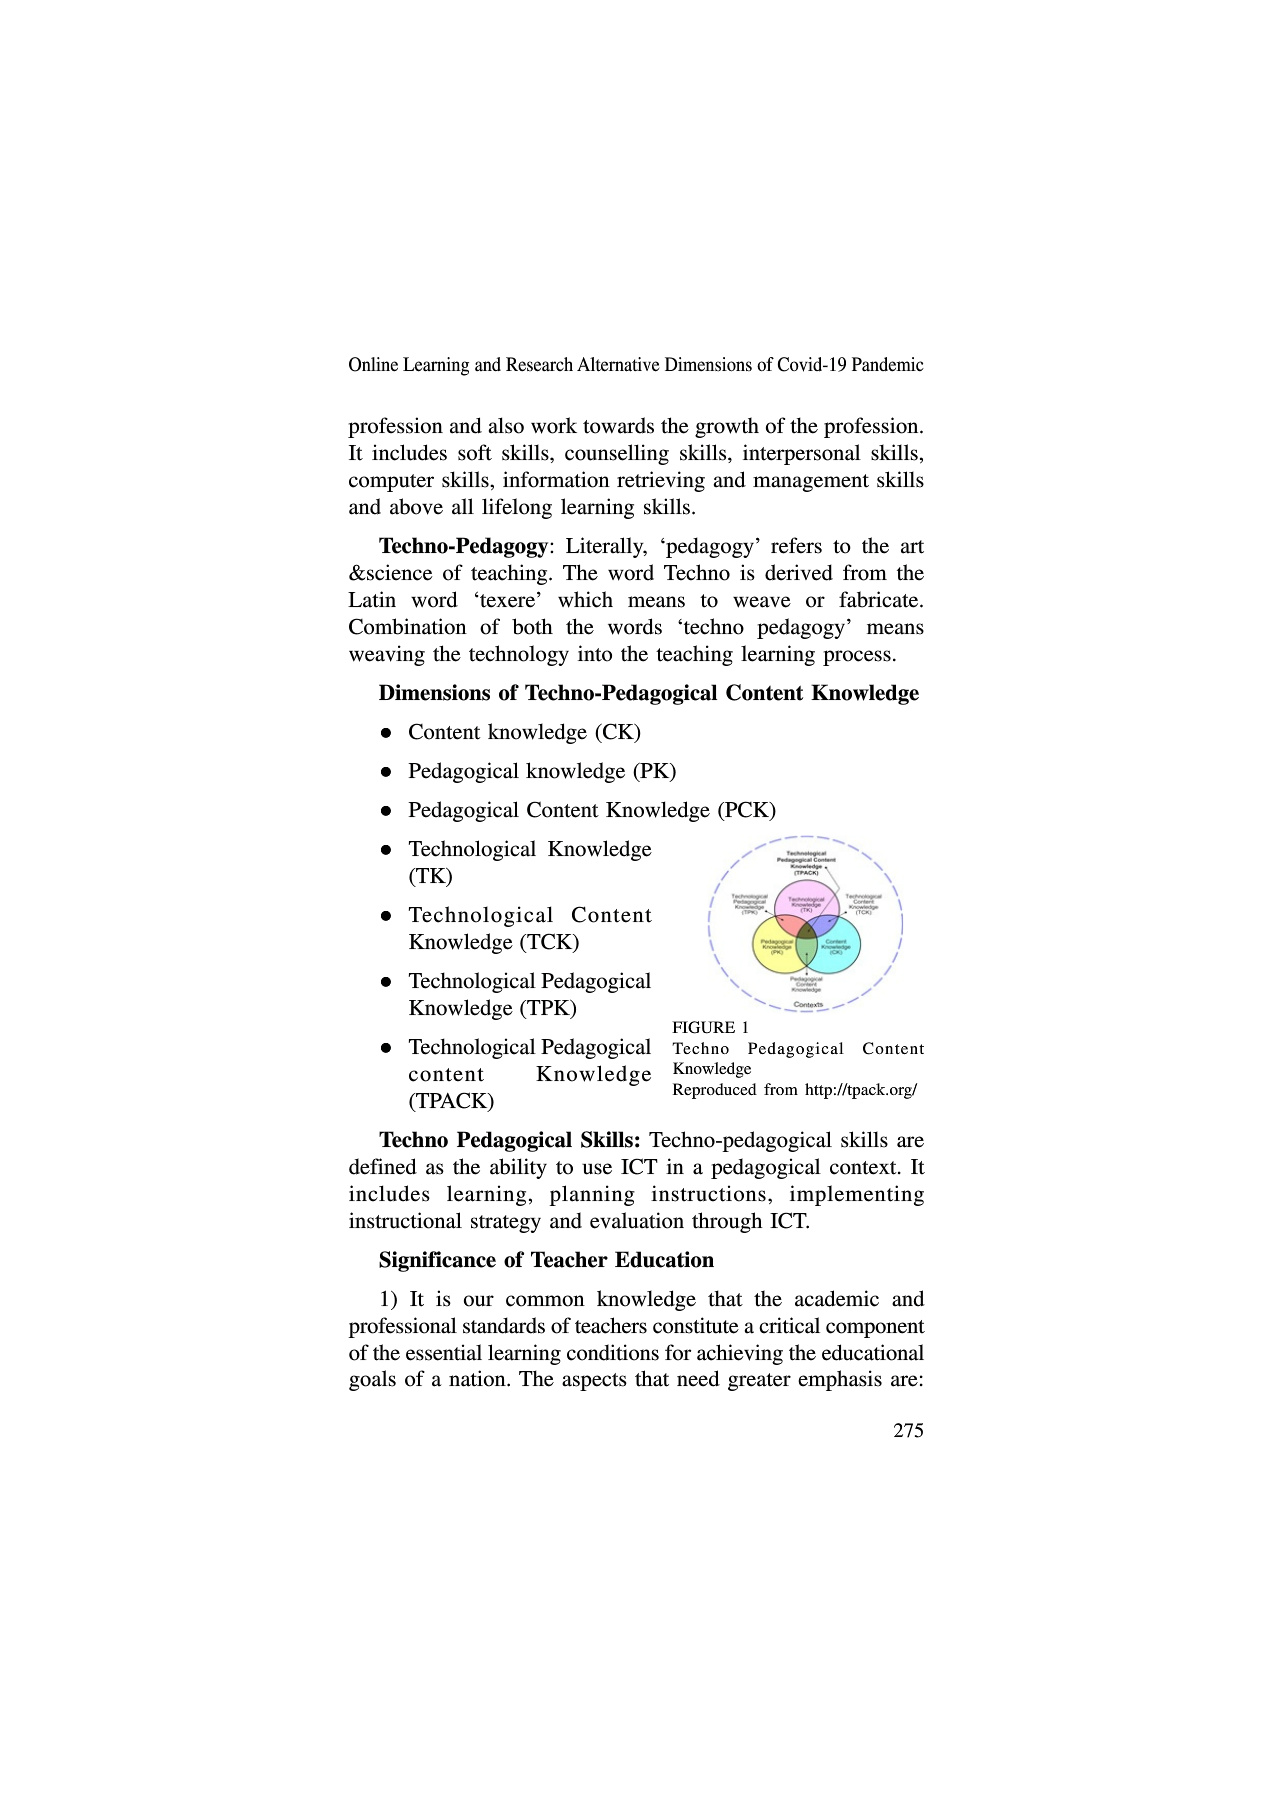 Online Learning and Research Alternative Dimensions of Covid-19 Pandemic
profession and also work towards the growth of the profession.
It includes soft skills, counselling skills, interpersonal skills,
computer skills, information retrieving and management skills
and above all lifelong learning skills.
Techno-Pedagogy: Literally, ‘pedagogy’ refers to the art
&science of teaching. The word Techno is derived from the
Latin word ‘texere’ which means to weave or fabricate.
Combination of both the words ‘techno pedagogy’ means
weaving the technology into the teaching learning process.
Dimensions of Techno-Pedagogical Content Knowledge
● Content knowledge (CK)
● Pedagogical knowledge (PK)
● Pedagogical Content Knowledge (PCK)
● Technological Knowledge
(TK)
● Technological Content
Knowledge (TCK)
● Technological Pedagogical
Knowledge (TPK)
● Technological Pedagogical
content Knowledge
(TPACK)
Technological
Pedagogical Content
Knowledge
(TPACK)
Technological
Pedagogical
Knowledge
(TPK)
Technological
Knowledge
(TK)
Technological
Content
Knowledge
(TCK)
Pedagogical
Knowledge
(PK)
Content
Knowledge
(CK)
Pedagogical
Content
Knowledge
Contexts
FIGURE 1
Techno Pedagogical Content
Knowledge
Reproduced from http://tpack.org/
Techno Pedagogical Skills: Techno-pedagogical skills are
defined as the ability to use ICT in a pedagogical context. It
includes learning, planning instructions, implementing
instructional strategy and evaluation through ICT.
Significance of Teacher Education
1) It is our common knowledge that the academic and
professional standards of teachers constitute a critical component
of the essential learning conditions for achieving the educational
goals of a nation. The aspects that need greater emphasis are:
275